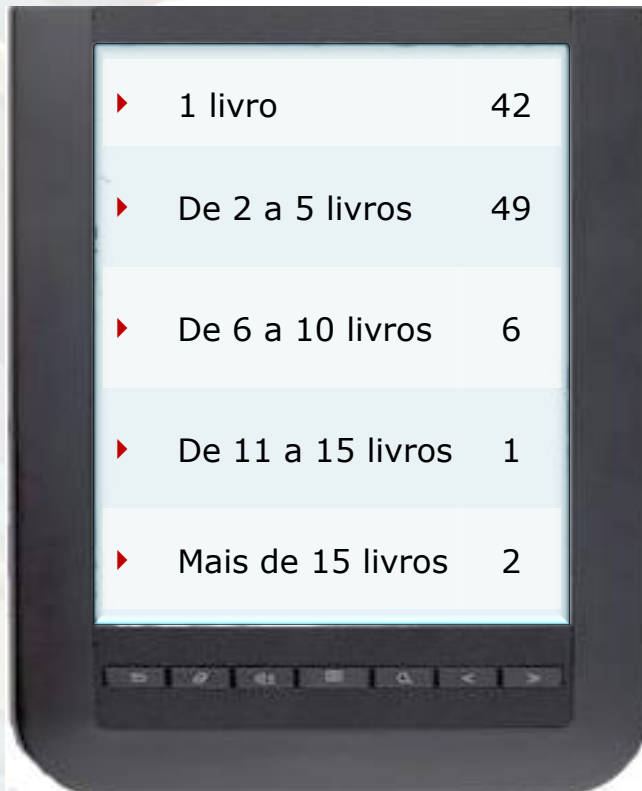 1 livro 42
De 2 a 5 livros 49
De 6 a 10 livros 6
De 11 a 15 livros 1
Mais de 15 livros 2